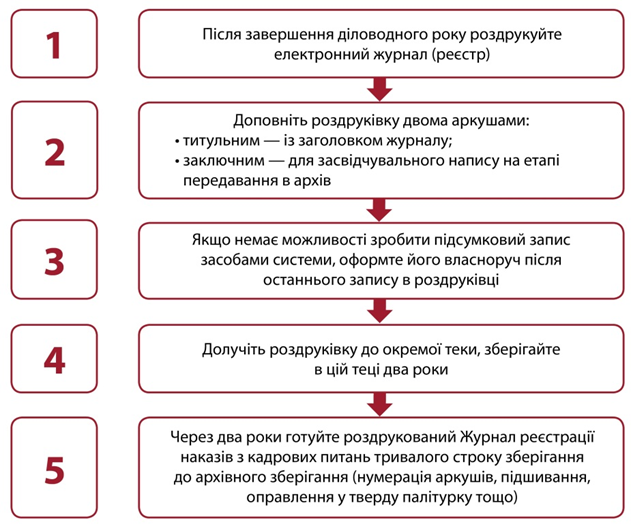 1
Після завершення діловодного року роздрукуйте
електронний журнал (реєстр)
2
Доповніть роздруківку двома аркушами:
• титульним — із заголовком журналу;
• заключним — для засвідчувального напису на етапі
передавання в архів
3
Якщо немає можливості зробити підсумковий запис
засобами системи, оформте його власноруч після
останнього запису в роздруківці
4
Долучіть роздруківку до окремої теки, зберігайте
в цій теці два роки
5
Через два роки готуйте роздрукований Журнал реєстрації
наказів з кадрових питань тривалого строку зберігання
до архівного зберігання (нумерація аркушів, підшивання,
оправлення у тверду палітурку тощо)